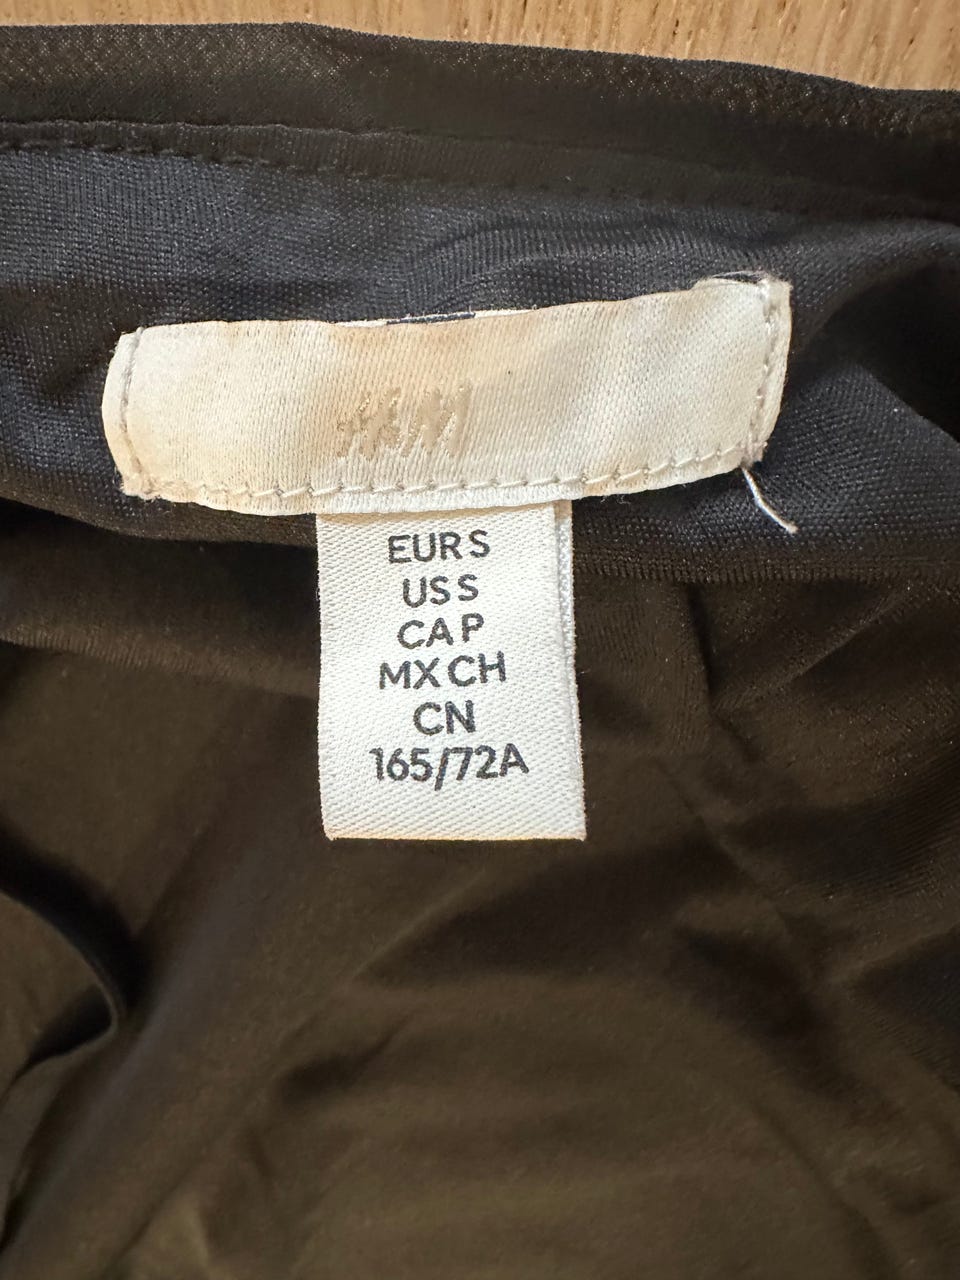 H&M
EUR S
US S
CA P
MX CH
CN
165/72A